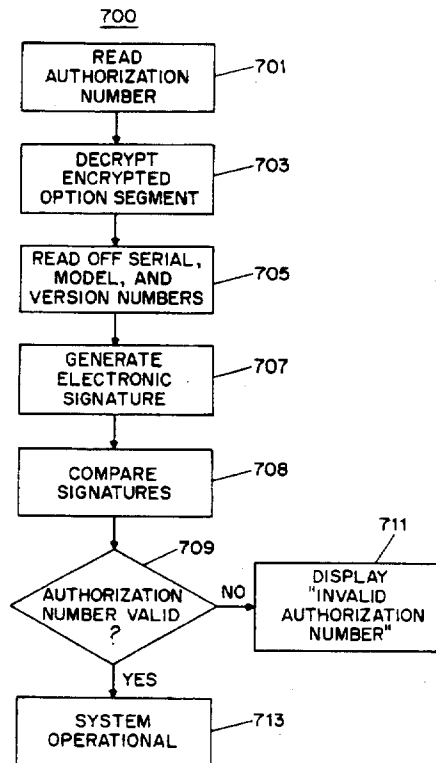 700
READ
AUTHORIZATION
NUMBER
701
DECRYPT
ENCRYPTED
OPTION SEGMENT
703
READ OFF SERIAL,
MODEL, AND
VERSION NUMBERS
705
GENERATE
ELECTRONIC
SIGNATURE
707
COMPARE
SIGNATURES
708
709
AUTHORIZATION
NUMBER VALID
?
NO
711
DISPLAY
"INVALID
AUTHORIZATION
NUMBER"
YES
SYSTEM
OPERATIONAL
713